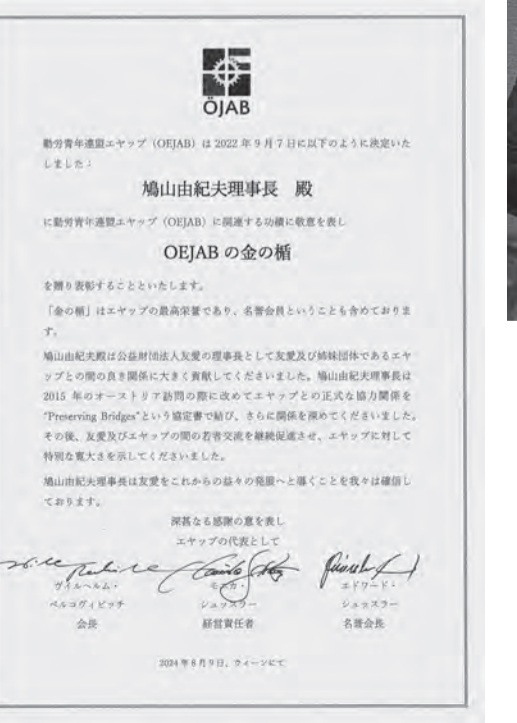 ÖJAB
勤労青年連盟エヤップ（OEJAB）は 2022 年 9 月 7 日に以下のように決定いた
しました：
鳩山由紀夫理事長　殿
に勤労青年連盟エヤップ（OEJAB）に関連する功績に敬意を表し
OEJAB の金の楯
を贈り表彰することといたします。
「金の楯」はエヤップの最高栄誉であり、名誉会員ということも含めておりま
す。
鳩山由紀夫殿は公益財団法人友愛の理事長として友愛及び姉妹団体であるエヤ
ップとの間の良き関係に大きく貢献してくださいました。鳩山由紀夫理事長は
2015 年のオーストリア訪問の際に改めてエヤップとの正式な協力関係を
"Preserving Bridges"という協定書で結び、さらに関係を深めてくださいました。
その後、友愛及びエヤップの間の若者交流を継続促進させ、エヤップに対して
特別な寛大さを示してくださいました。
鳩山由紀夫理事長は友愛をこれからの益々の発展へと導くことを我々は確信し
ております。
深甚なる感謝の意を表し
エヤップの代表として
ヴィルヘルム・ モニカ・ エドワード・
ペルコヴィビッチ シュッスラー シュッスラー
会長 経営責任者 名誉会長
2024 年 8 月 9 日、ウィーンにて